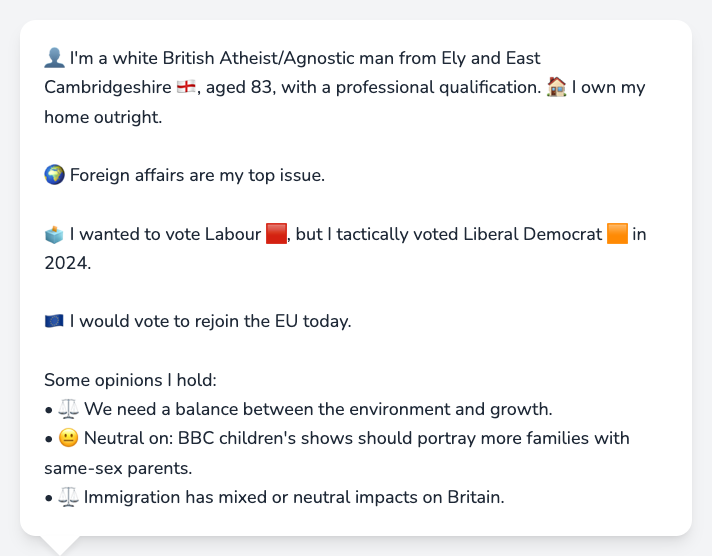 👤 I'm a white British Atheist/Agnostic man from Ely and East
Cambridgeshire 🏴󠁧󠁢󠁥󠁮󠁧󠁿, aged 83, with a professional qualification. 🏠 I own my
home outright.
🌍 Foreign affairs are my top issue.
🗳️ I wanted to vote Labour 🟥, but I tactically voted Liberal Democrat 🟧 in
2024.
🇪🇺 I would vote to rejoin the EU today.
Some opinions I hold:
• ⚖️ We need a balance between the environment and growth.
• 😐 Neutral on: BBC children's shows should portray more families with
same-sex parents.
• ⚖️ Immigration has mixed or neutral impacts on Britain.